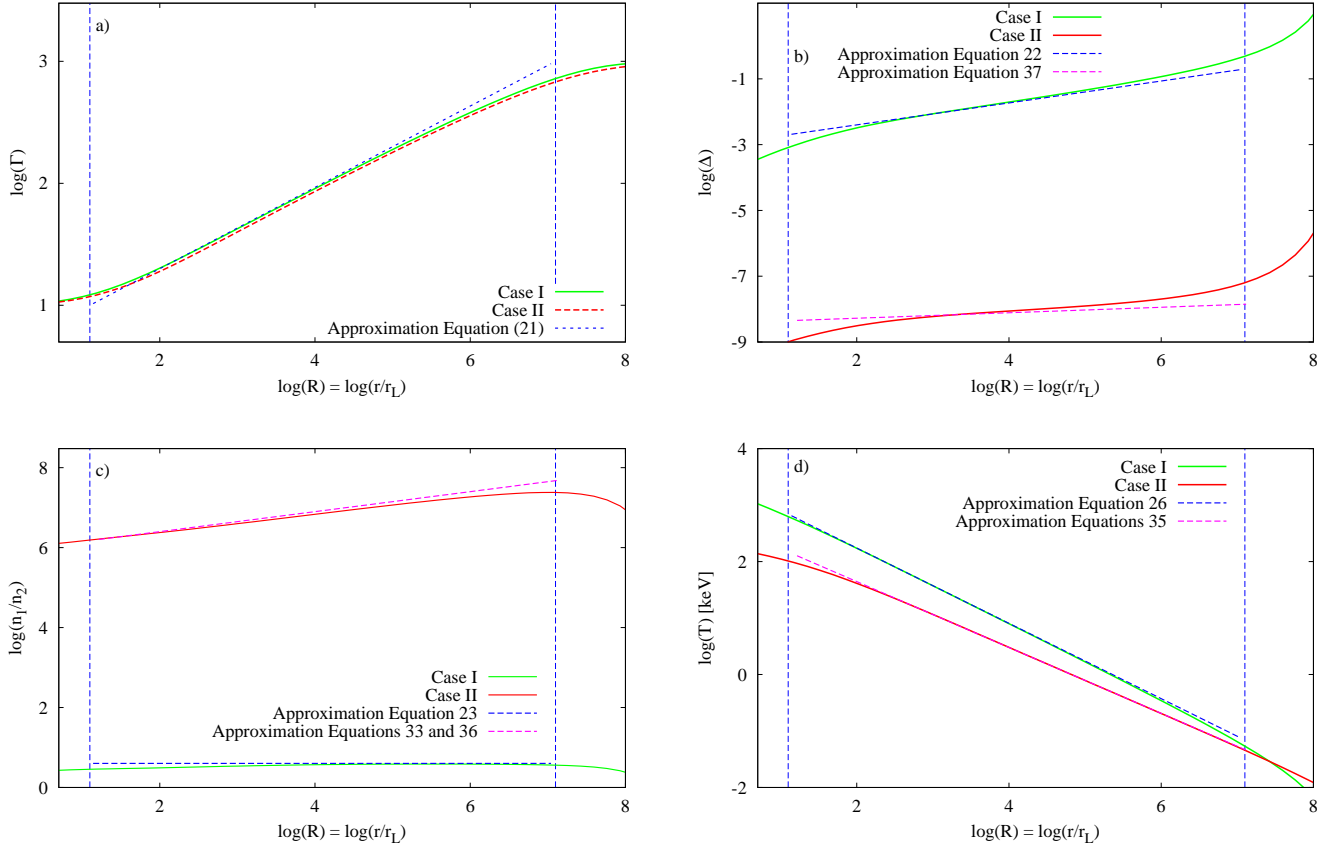 a)
Case I
Case II
Approximation Equation (21)
log(Γ)
3
2
1
2 4 6 8
log(R) = log(r/r_L)
b)
Case I
Case II
Approximation Equation 22
Approximation Equation 37
log(Δ)
-1
-3
-5
-7
-9
2 4 6 8
log(R) = log(r/r_L)
c)
Case I
Case II
Approximation Equation 23
Approximation Equations 33 and 36
log(n_1/n_2)
8
6
4
2
0
2 4 6 8
log(R) = log(r/r_L)
d)
Case I
Case II
Approximation Equation 26
Approximation Equations 35
log(T) [keV]
4
2
0
-2
2 4 6 8
log(R) = log(r/r_L)